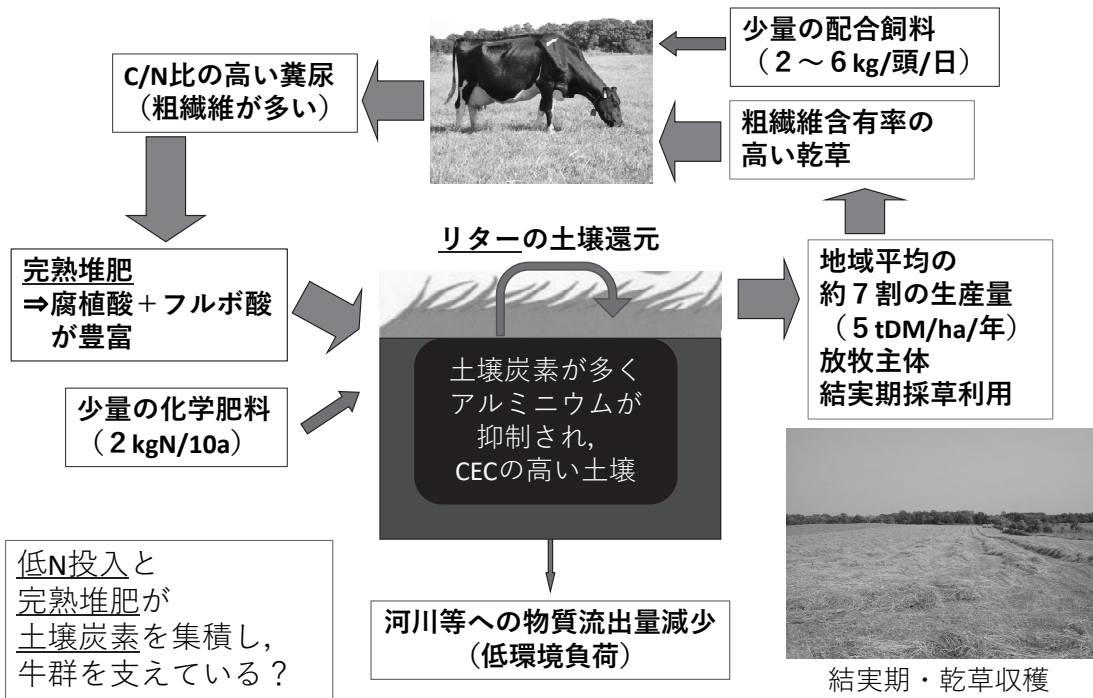 少量の配合飼料
（２～６kg/頭/日）
C/N比の高い糞尿
（粗繊維が多い）
粗繊維含有率の
高い乾草
リターの土壌還元
完熟堆肥
⇒腐植酸＋フルボ酸
が豊富
地域平均の
約７割の生産量
（５tDM/ha/年）
放牧主体
結実期採草利用
土壌炭素が多く
アルミニウムが
抑制され，
CECの高い土壌
少量の化学肥料
（２kgN/10a）
低N投入と
完熟堆肥が
土壌炭素を集積し，
牛群を支えている？
河川等への物質流出量減少
（低環境負荷）
結実期・乾草収穫